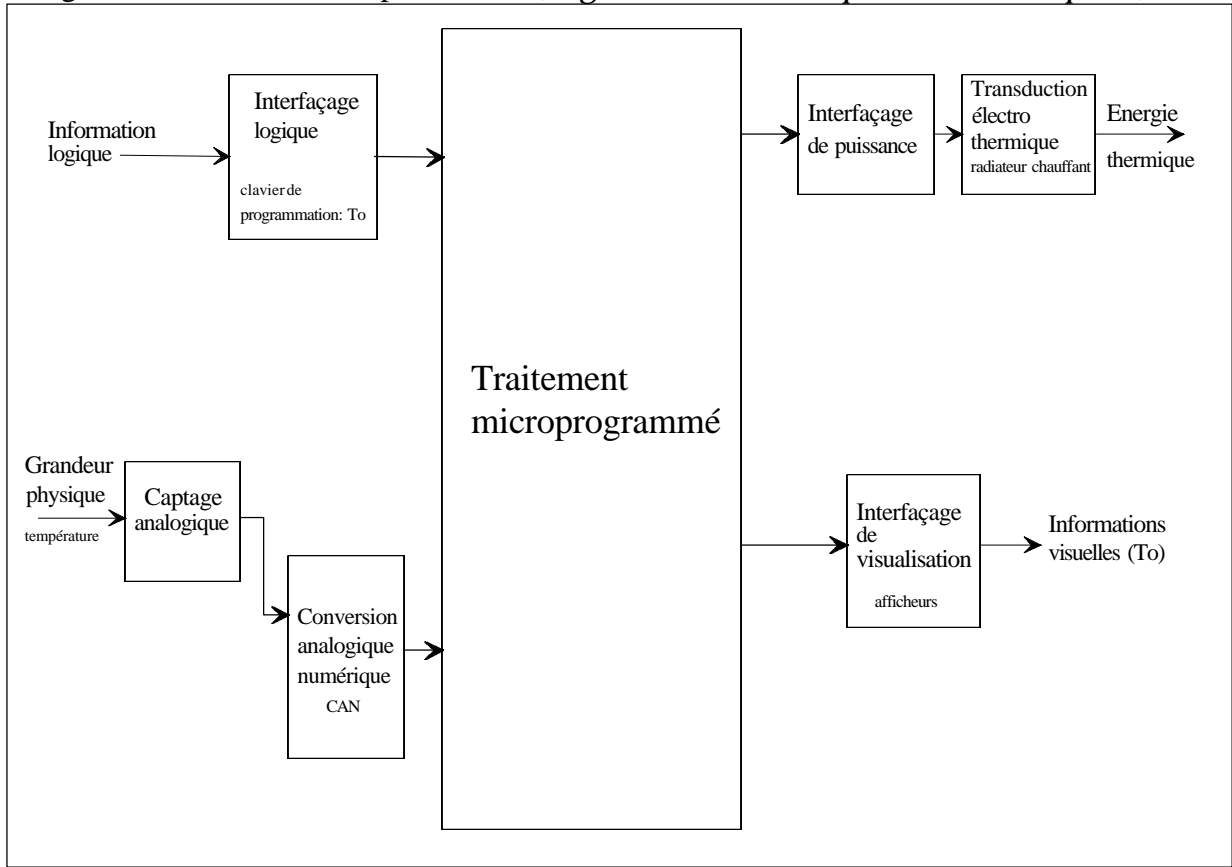 Information
logique
Interfaçage
logique
clavier de
programmation: To
Grandeur
physique
température
Captage
analogique
Conversion
analogique
numérique
CAN
Traitement
microprogrammé
Interfaçage
de puissance
Transduction
électro
thermique
radiateur chauffant
Energie
thermique
Interfaçage
de
visualisation
afficheurs
Informations
visuelles (To)